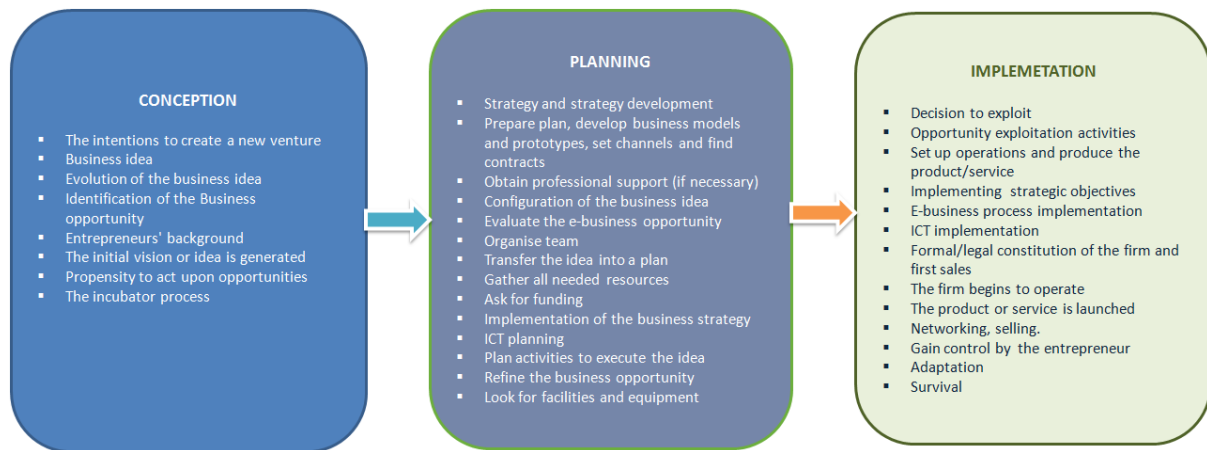 CONCEPTION
▪ The intentions to create a new venture
▪ Business idea
▪ Evolution of the business idea
▪ Identification of the Business
opportunity
▪ Entrepreneurs' background
▪ The initial vision or idea is generated
▪ Propensity to act upon opportunities
▪ The incubator process
PLANNING
▪ Strategy and strategy development
▪ Prepare plan, develop business models
and prototypes, set channels and find
contracts
▪ Obtain professional support (if necessary)
▪ Configuration of the business idea
▪ Evaluate the e-business opportunity
▪ Organise team
▪ Transfer the idea into a plan
▪ Gather all needed resources
▪ Ask for funding
▪ Implementation of the business strategy
▪ ICT planning
▪ Plan activities to execute the idea
▪ Refine the business opportunity
▪ Look for facilities and equipment
IMPLEMETATION
▪ Decision to exploit
▪ Opportunity exploitation activities
▪ Set up operations and produce the
product/service
▪ Implementing strategic objectives
▪ E-business process implementation
▪ ICT implementation
▪ Formal/legal constitution of the firm and
first sales
▪ The firm begins to operate
▪ The product or service is launched
▪ Networking, selling.
▪ Gain control by the entrepreneur
▪ Adaptation
▪ Survival